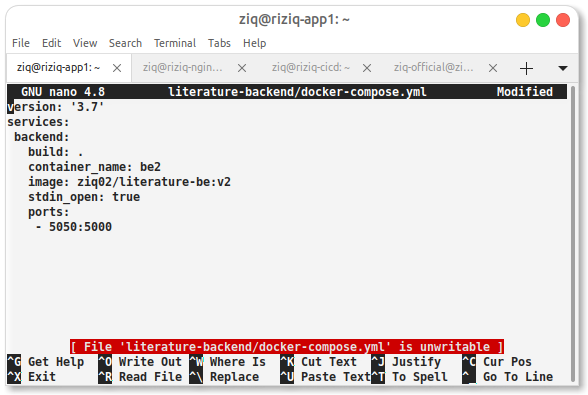 ziq@riziq-app1: ~
File Edit View Search Terminal Tabs Help
ziq@riziq-app1: ~ × ziq@riziq-ngin... × ziq@riziq-cicd: ~ × ziq-official@zi... ×
GNU nano 4.8 literature-backend/docker-compose.yml Modified
version: '3.7'
services:
 backend:
   build: .
   container_name: be2
   image: ziq02/literature-be:v2
   stdin_open: true
   ports:
    - 5050:5000
[ File 'literature-backend/docker-compose.yml' is unwritable ]
^G Get Help ^O Write Out ^W Where Is ^K Cut Text ^J Justify ^C Cur Pos
^X Exit ^R Read File ^\ Replace ^U Paste Text ^T To Spell ^_ Go To Line